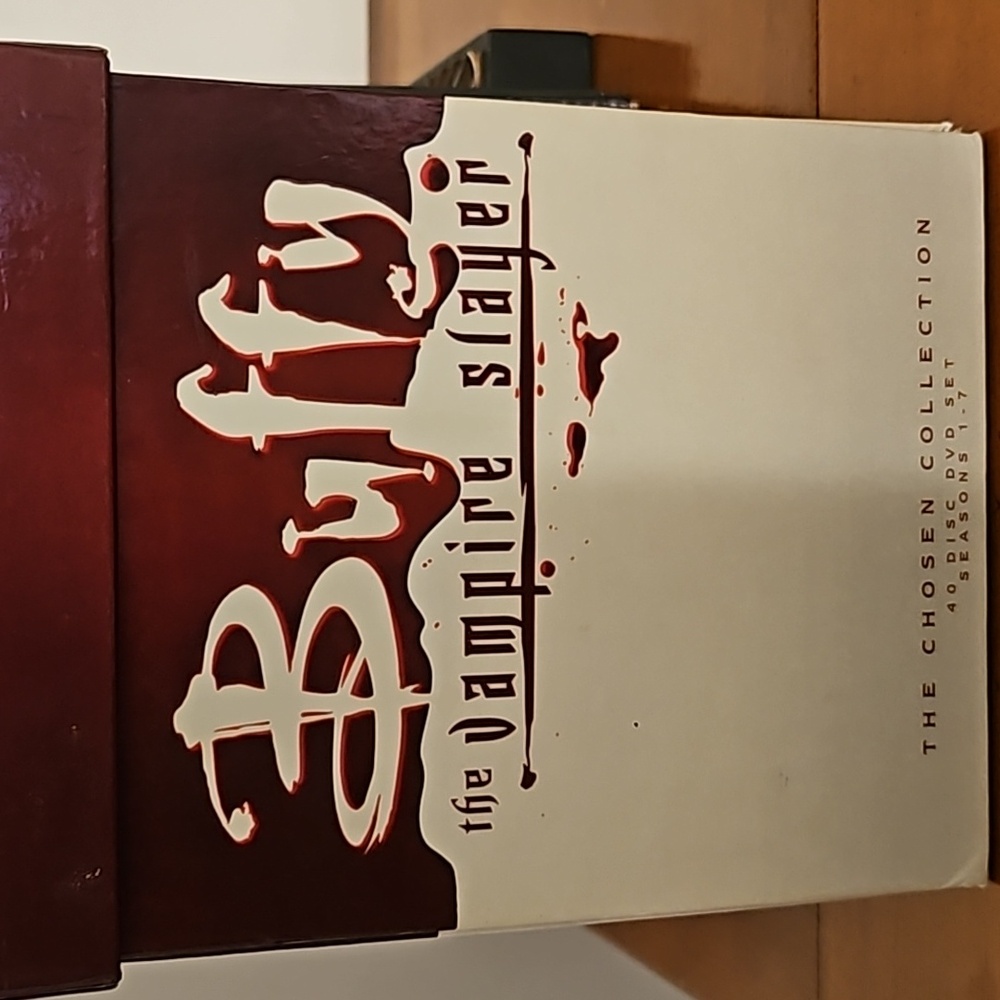 Buffy
the vampire slayer
THE CHOSEN COLLECTION
40 DISC DVD SET
SEASONS 1-7